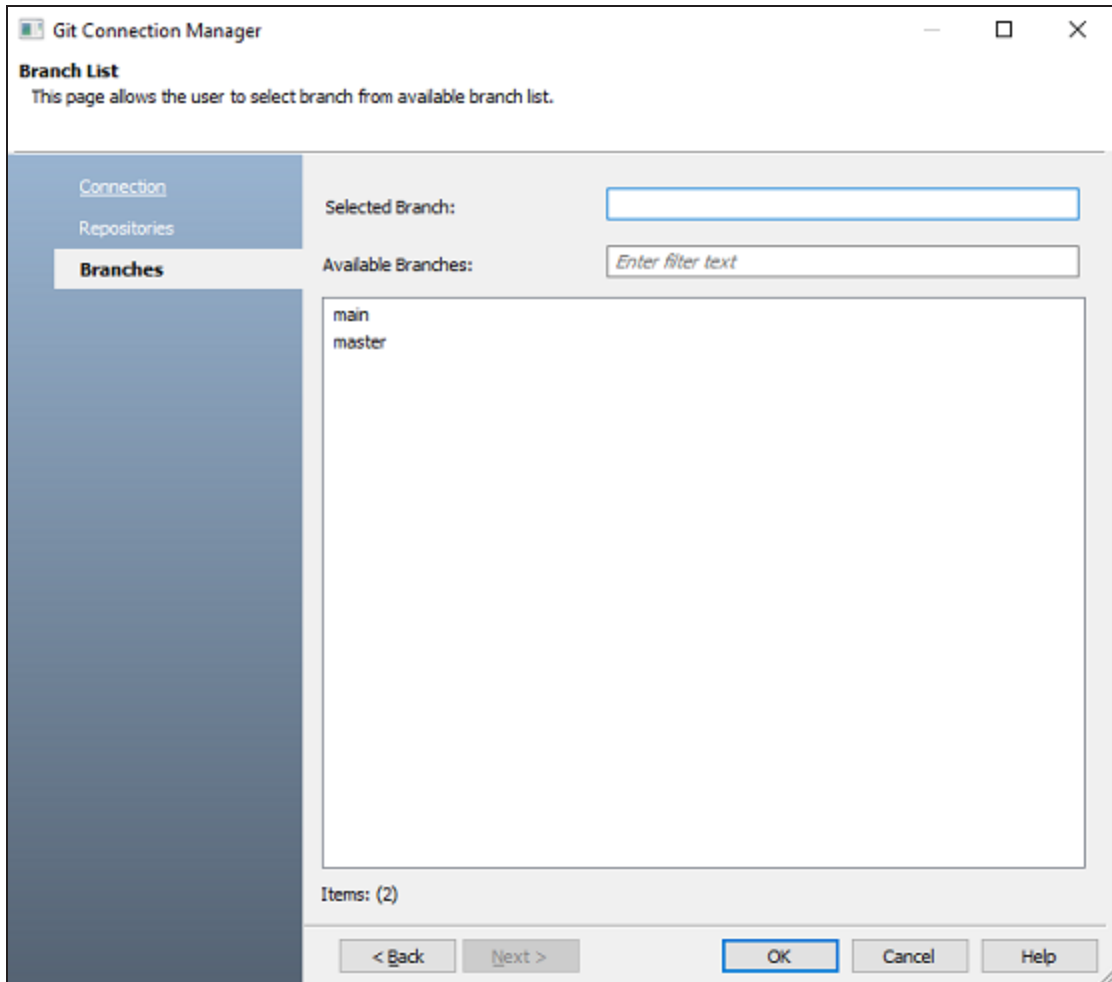 Git Connection Manager
Branch List
This page allows the user to select branch from available branch list.
Connection
Repositories
Branches
Selected Branch:
Available Branches:
Enter filter text
main
master
Items: (2)
< Back
Next >
OK
Cancel
Help